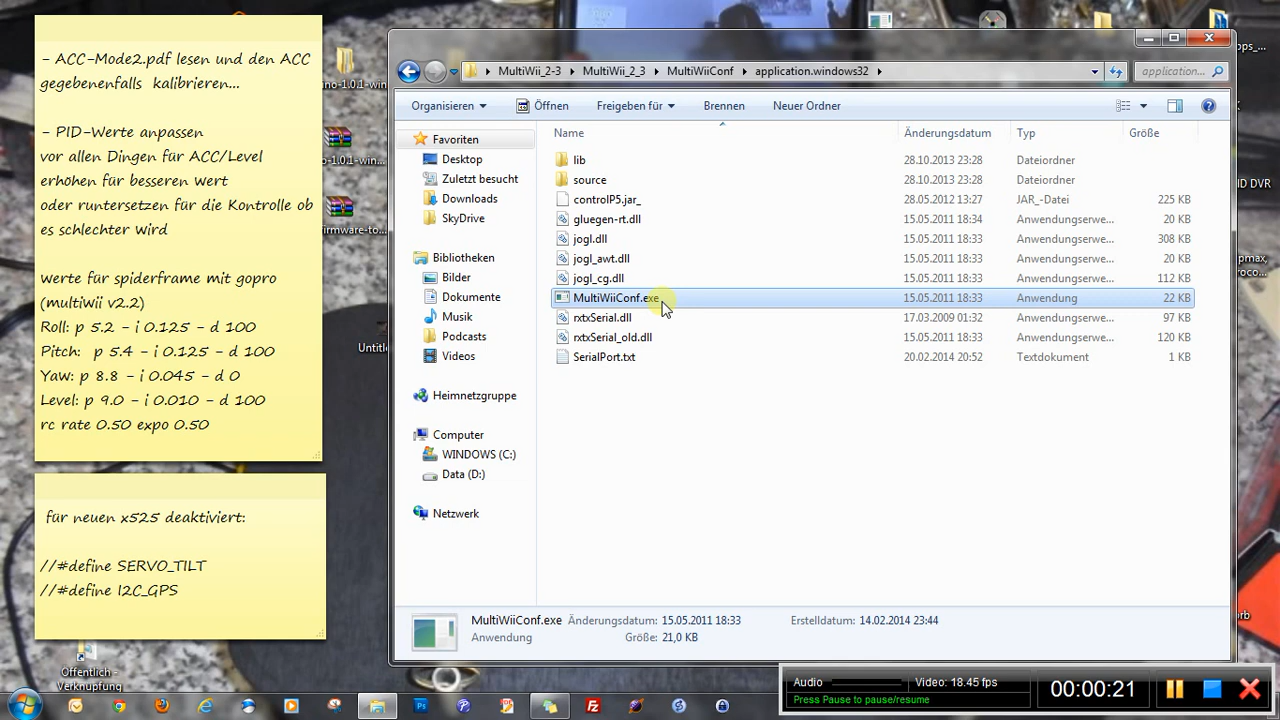 - ACC-Mode2.pdf lesen und den ACC
gegebenenfalls kalibrieren...
- PID-Werte anpassen
vor allen Dingen für ACC/Level
erhöhen für besseren Wert
oder runtersetzen für die Kontrolle ob
es schlechter wird
werte für spiderframe mit gopro
(multiWii v2.2)
Roll: p 5.2 - i 0.125 - d 100
Pitch: p 5.4 - i 0.125 - d 100
Yaw: p 8.8 - i 0.045 - d 0
Level: p 9.0 - i 0.010 - d 100
rc rate 0.50 expo 0.50
für neuen x525 deaktiviert:
//#define SERVO_TILT
//#define I2C_GPS
ino-1.0.1-win...
irmware-to...
Untitle
Öffentlich -
Verknüpfung
MultiWii_2-3 MultiWii_2_3 MultiWiiConf application.windows32
application...
Organisieren Öffnen Freigeben für Brennen Neuer Ordner
Favoriten
Desktop
Zuletzt besucht
Downloads
SkyDrive
Bibliotheken
Bilder
Dokumente
Musik
Podcasts
Videos
Heimnetzgruppe
Computer
WINDOWS (C:)
Data (D:)
Netzwerk
Name Änderungsdatum Typ Größe
lib 28.10.2013 23:28 Dateiordner
source 28.10.2013 23:28 Dateiordner
controlP5.jar_ 28.05.2012 13:27 JAR_-Datei 225 KB
gluegen-rt.dll 15.05.2011 18:34 Anwendungserwe... 20 KB
jogl.dll 15.05.2011 18:33 Anwendungserwe... 308 KB
jogl_awt.dll 15.05.2011 18:33 Anwendungserwe... 20 KB
jogl_cg.dll 15.05.2011 18:33 Anwendungserwe... 112 KB
MultiWiiConf.exe 15.05.2011 18:33 Anwendung 22 KB
rxtxSerial.dll 17.03.2009 01:32 Anwendungserwe... 97 KB
rxtxSerial_old.dll 15.05.2011 18:33 Anwendungserwe... 120 KB
SerialPort.txt 20.02.2014 20:52 Textdokument 1 KB
MultiWiiConf.exe Änderungsdatum: 15.05.2011 18:33 Erstelldatum: 14.02.2014 23:44
Anwendung Größe: 21,0 KB
ID DVR
opmax,
Audio Video: 18.45 fps
Press Pause to pause/resume
00:00:21